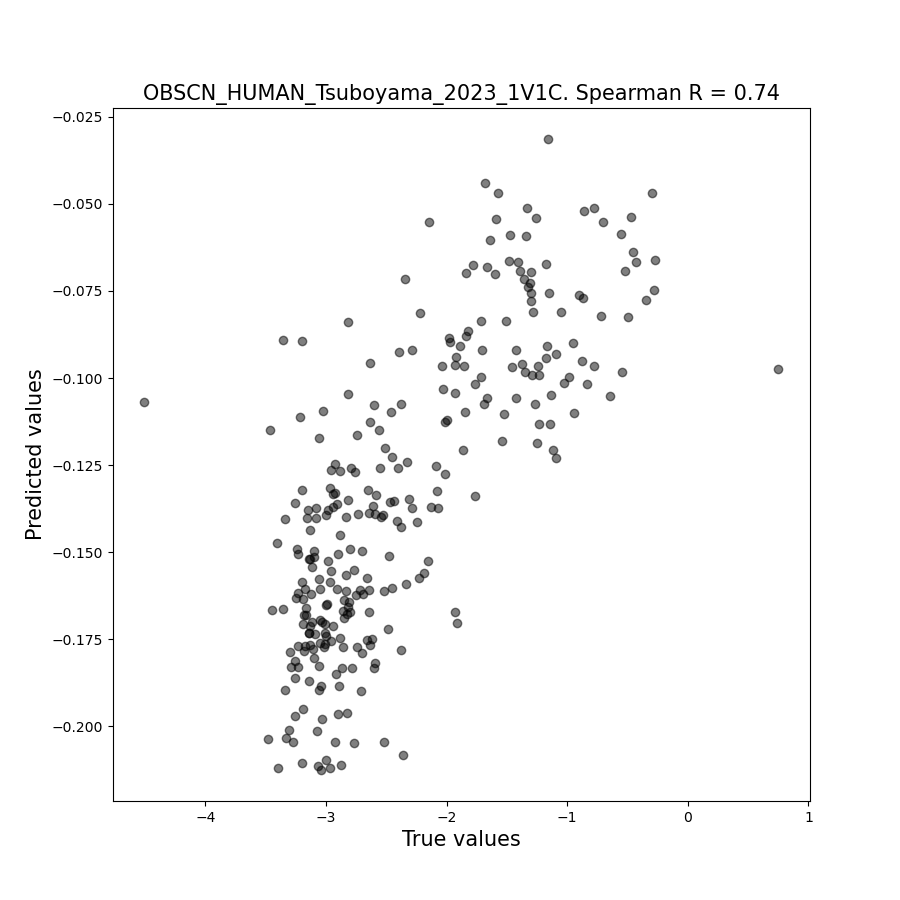 OBSCN_HUMAN_Tsuboyama_2023_1V1C. Spearman R = 0.74
−0.025
−0.050
−0.075
−0.100
−0.125
−0.150
−0.175
−0.200
Predicted values
−4 −3 −2 −1 0 1
True values